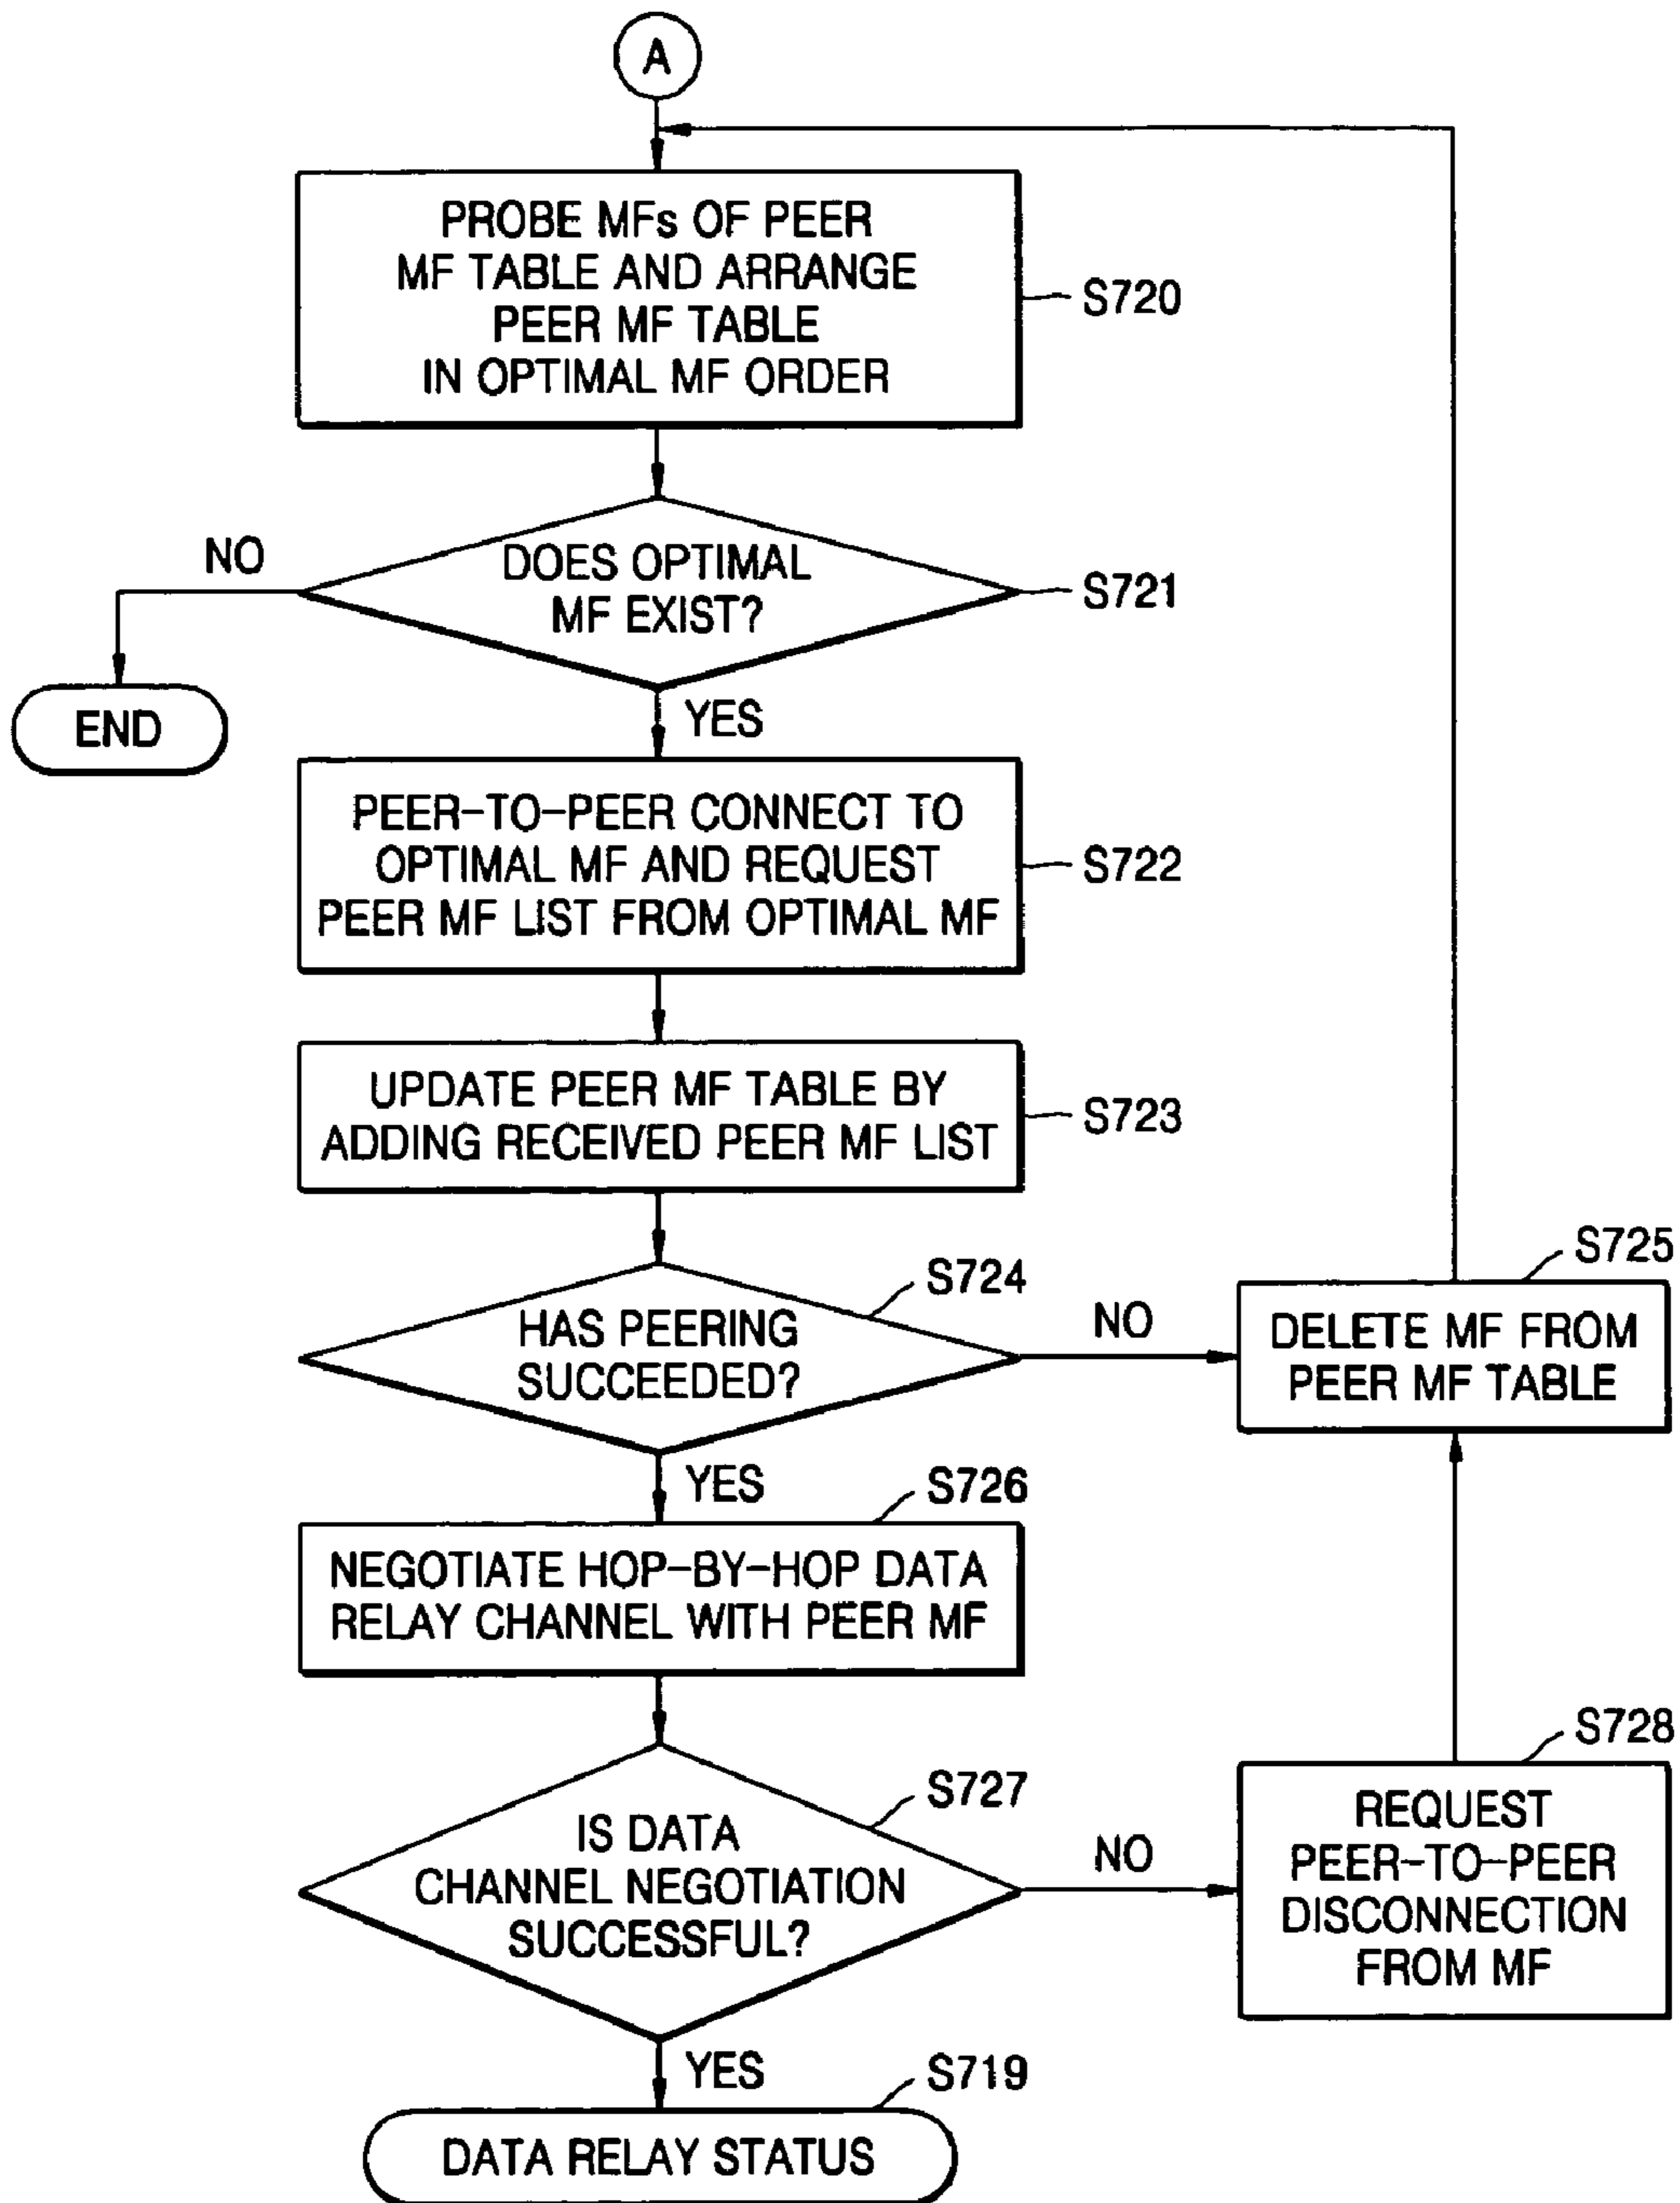 A
PROBE MFs OF PEER
MF TABLE AND ARRANGE
PEER MF TABLE
IN OPTIMAL MF ORDER
S720
NO
DOES OPTIMAL
MF EXIST?
S721
END
YES
PEER-TO-PEER CONNECT TO
OPTIMAL MF AND REQUEST
PEER MF LIST FROM OPTIMAL MF
S722
UPDATE PEER MF TABLE BY
ADDING RECEIVED PEER MF LIST
S723
S724
HAS PEERING
SUCCEEDED?
NO
S725
DELETE MF FROM
PEER MF TABLE
YES
S726
NEGOTIATE HOP-BY-HOP DATA
RELAY CHANNEL WITH PEER MF
S727
IS DATA
CHANNEL NEGOTIATION
SUCCESSFUL?
NO
S728
REQUEST
PEER-TO-PEER
DISCONNECTION
FROM MF
YES
S719
DATA RELAY STATUS